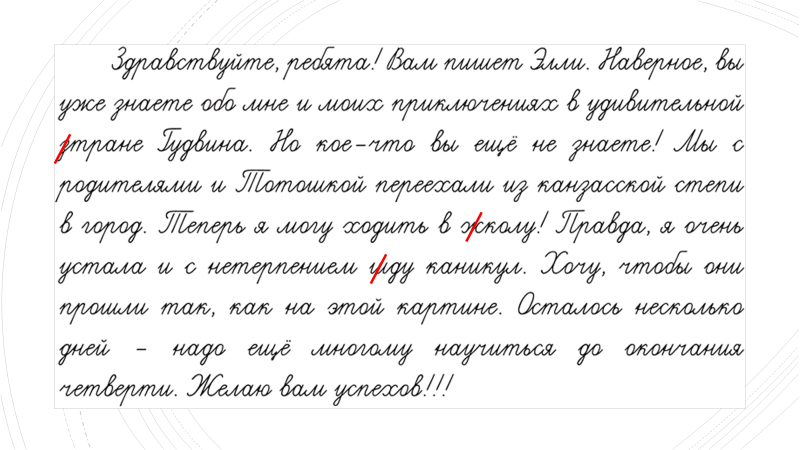 Здравствуйте, ребята! Вам пишет Элли. Наверное, вы
уже знаете обо мне и моих приключениях в удивительной
зтране Гудвина. Но кое-что вы ещё не знаете! Мы с
родителями и Тотошкой переехали из канзасской степи
в город. Теперь я могу ходить в жколу! Правда, я очень
устала и с нетерпением шду каникул. Хочу, чтобы они
прошли так, как на этой картине. Осталось несколько
дней - надо ещё многому научиться до окончания
четверти. Желаю вам успехов!!!